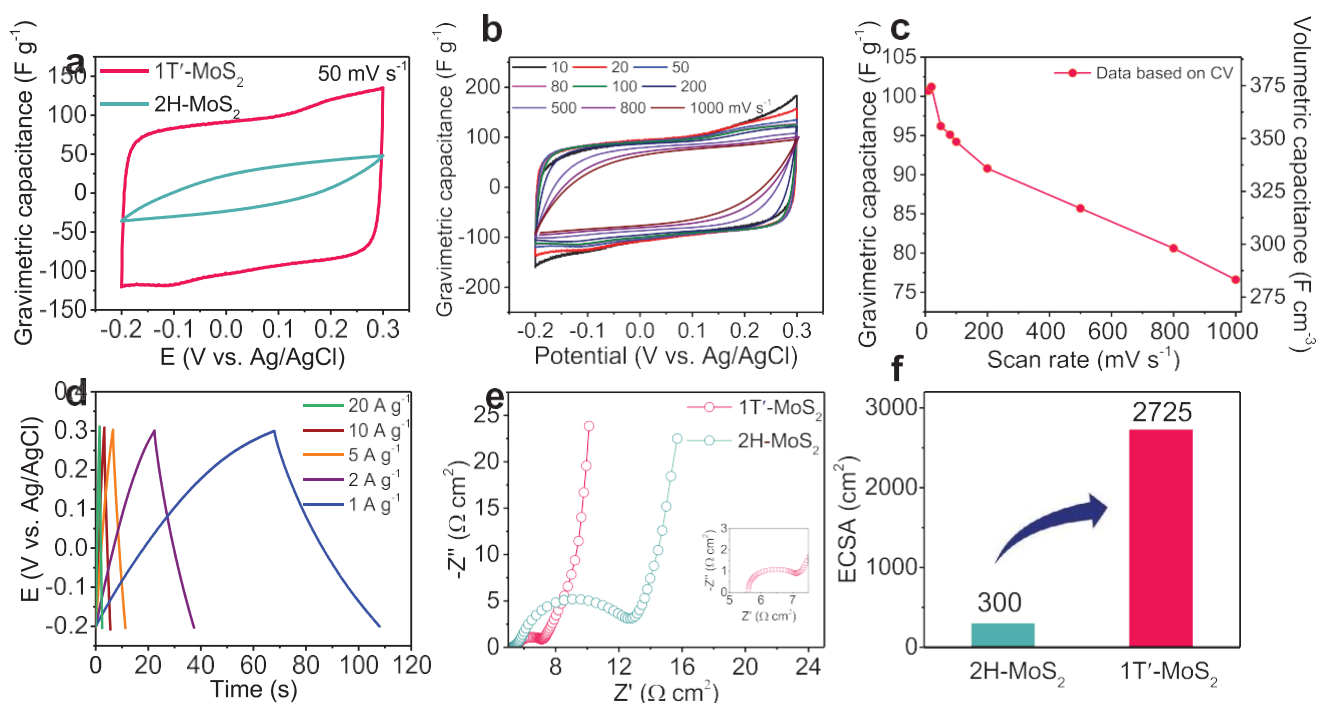 a
Gravimetric capacitance (F g⁻¹)
150
125
100
50
0
-50
-100
-150
1T′-MoS₂
2H-MoS₂
50 mV s⁻¹
-0.2 -0.1 0.0 0.1 0.2 0.3
E (V vs. Ag/AgCl)
b
Gravimetric capacitance (F g⁻¹)
200
100
0
-100
-200
10 20 50
80 100 200
500 800 1000 mV s⁻¹
-0.2 -0.1 0.0 0.1 0.2 0.3
Potential (V vs. Ag/AgCl)
c
Gravimetric capacitance (F g⁻¹)
105
100
95
90
85
80
75
Data based on CV
375
350
325
300
275
Volumetric capacitance (F cm⁻³)
0 200 400 600 800 1000
Scan rate (mV s⁻¹)
d
E (V vs. Ag/AgCl)
0.4
0.3
0.2
0.1
0.0
-0.1
-0.2
20 A g⁻¹
10 A g⁻¹
5 A g⁻¹
2 A g⁻¹
1 A g⁻¹
0 20 40 60 80 100 120
Time (s)
e
-Z'' (Ω cm²)
25
20
15
10
5
0
1T′-MoS₂
2H-MoS₂
-Z'' (Ω cm²)
3
2
1
0
5 6 7
Z' (Ω cm²)
8 12 16 20 24
Z' (Ω cm²)
f
ECSA (cm²)
3000
2000
1000
0
300
2725
2H-MoS₂ 1T′-MoS₂